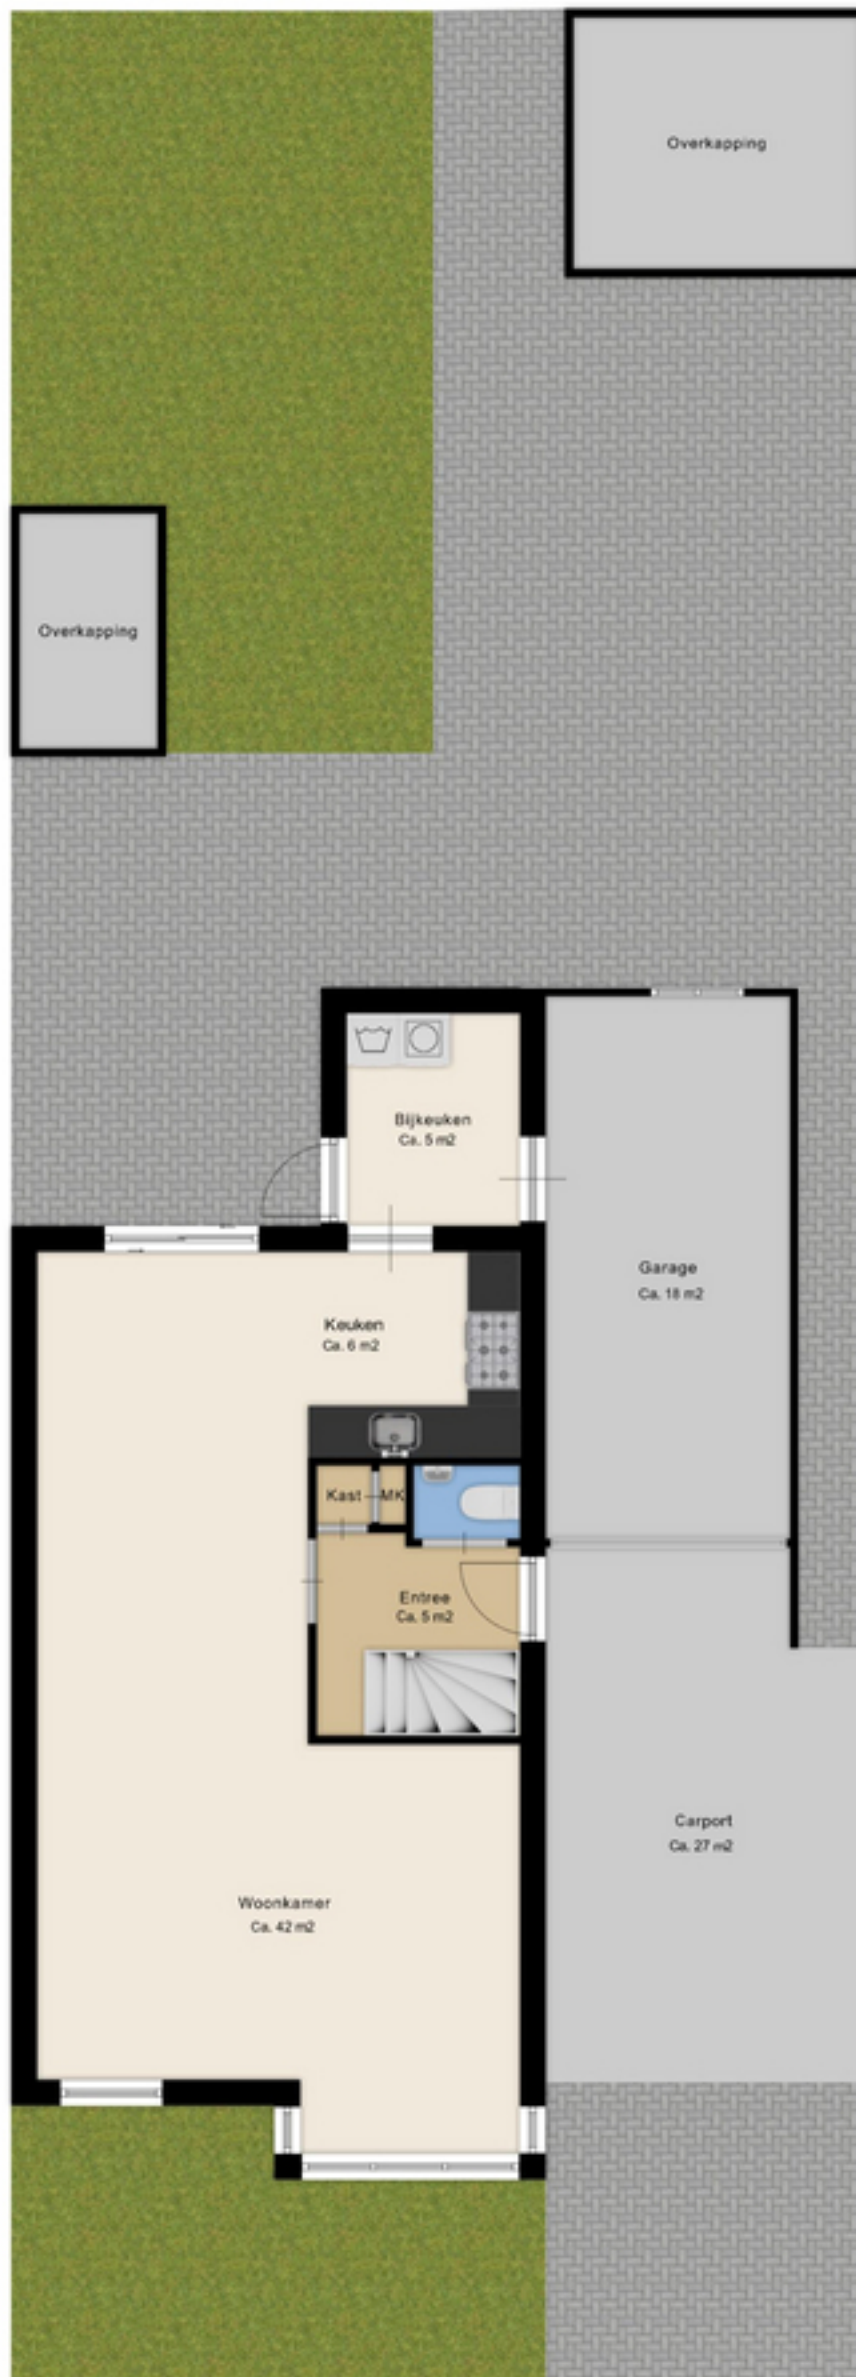 Overkapping
Overkapping
Bijkeuken
Ca. 5 m2
Garage
Ca. 18 m2
Keuken
Ca. 6 m2
Kast
MK
Entree
Ca. 5 m2
Carport
Ca. 27 m2
Woonkamer
Ca. 42 m2